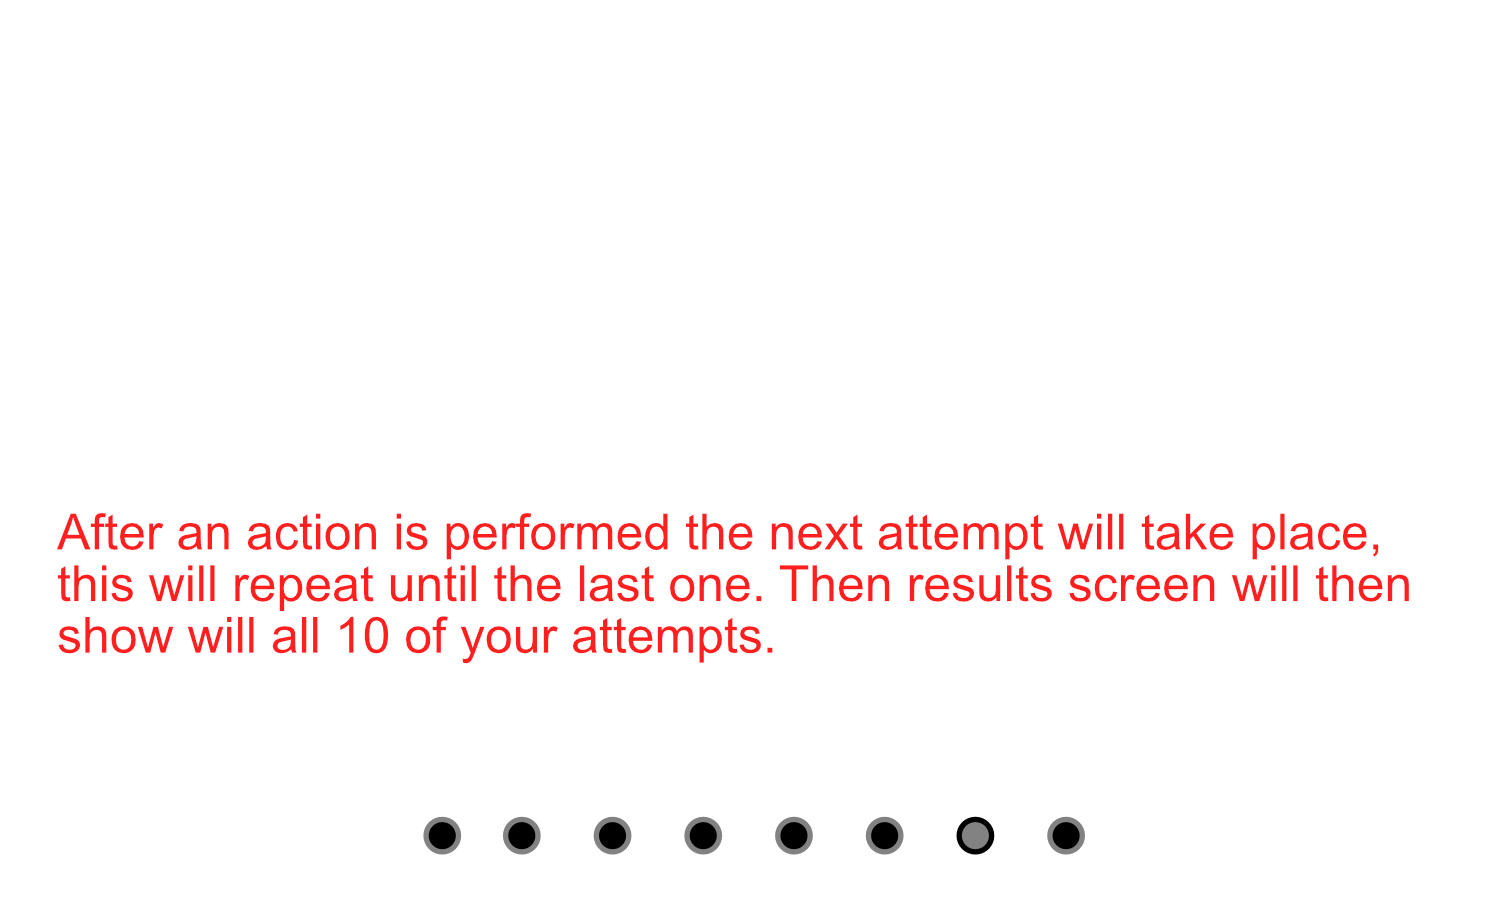 After an action is performed the next attempt will take place,
this will repeat until the last one. Then results screen will then
show will all 10 of your attempts.